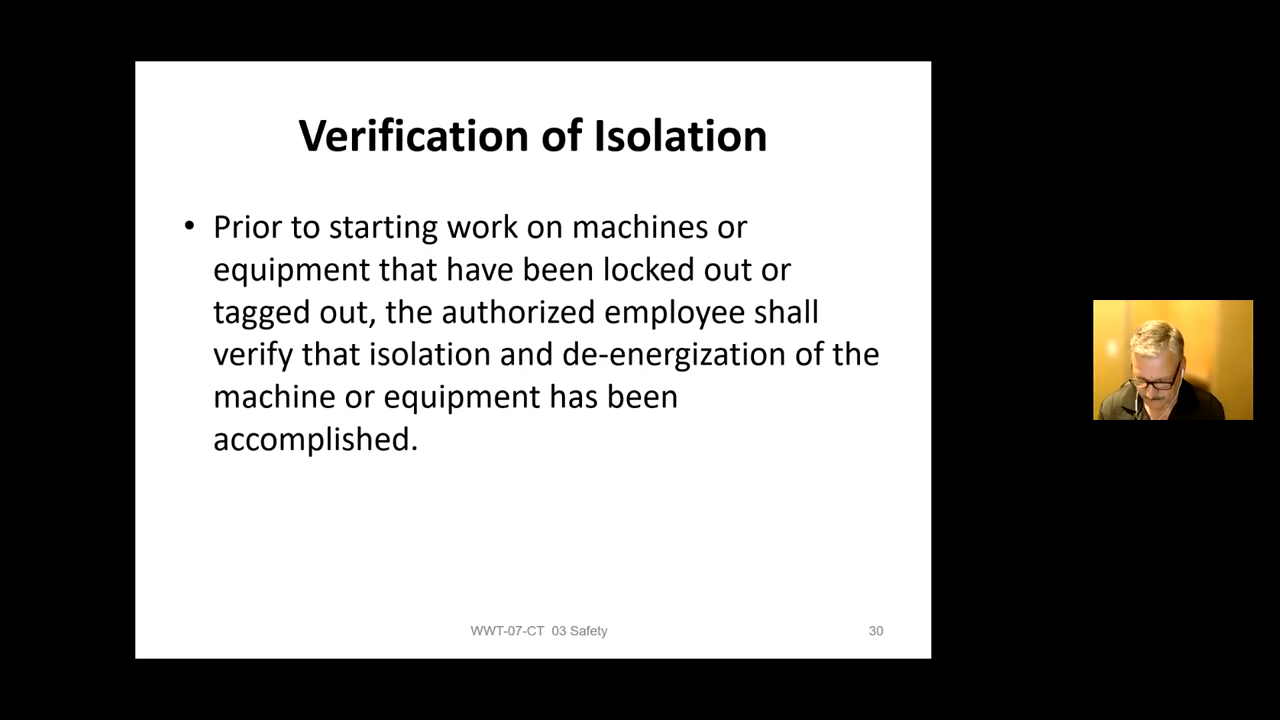 Verification of Isolation
• Prior to starting work on machines or
equipment that have been locked out or
tagged out, the authorized employee shall
verify that isolation and de-energization of the
machine or equipment has been
accomplished.
WWT-07-CT 03 Safety
30